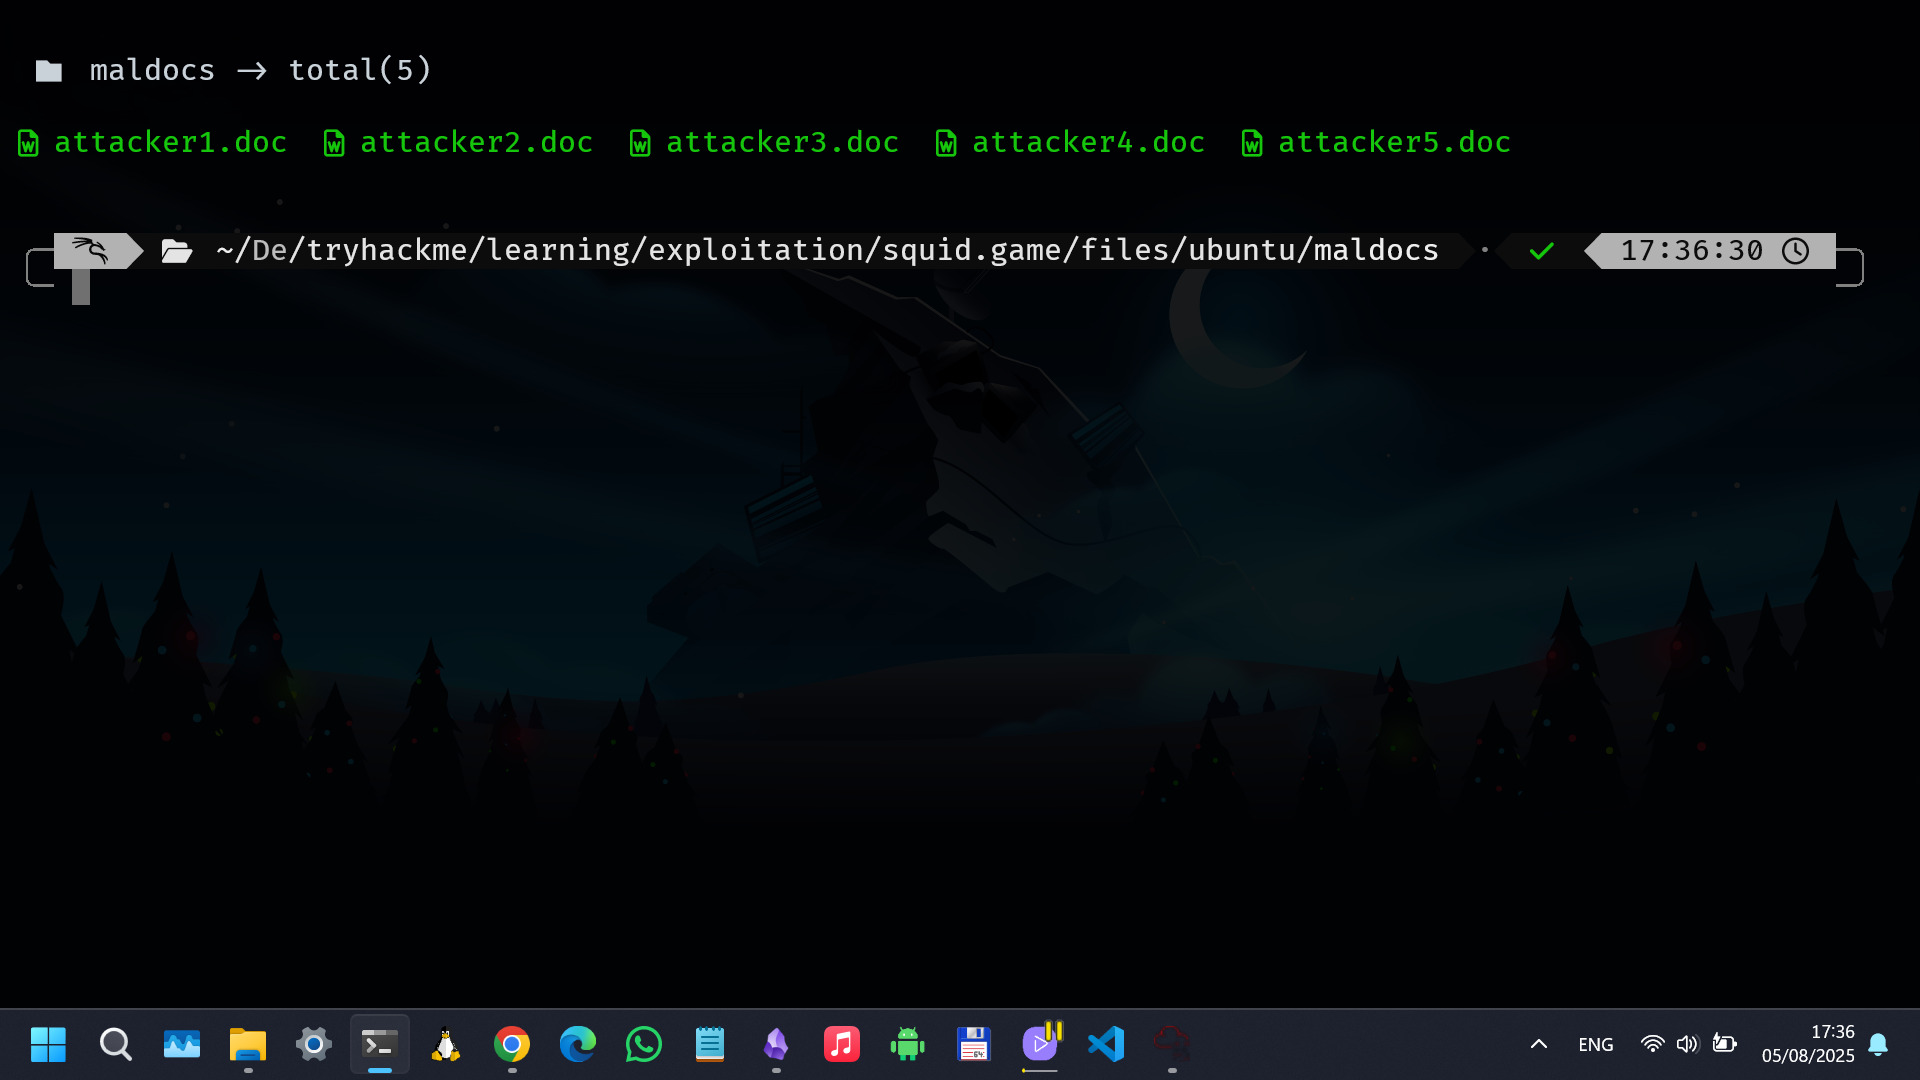 maldocs → total(5)
attacker1.doc attacker2.doc attacker3.doc attacker4.doc attacker5.doc
~/De/tryhackme/learning/exploitation/squid.game/files/ubuntu/maldocs 17:36:30
ENG
17:36
05/08/2025